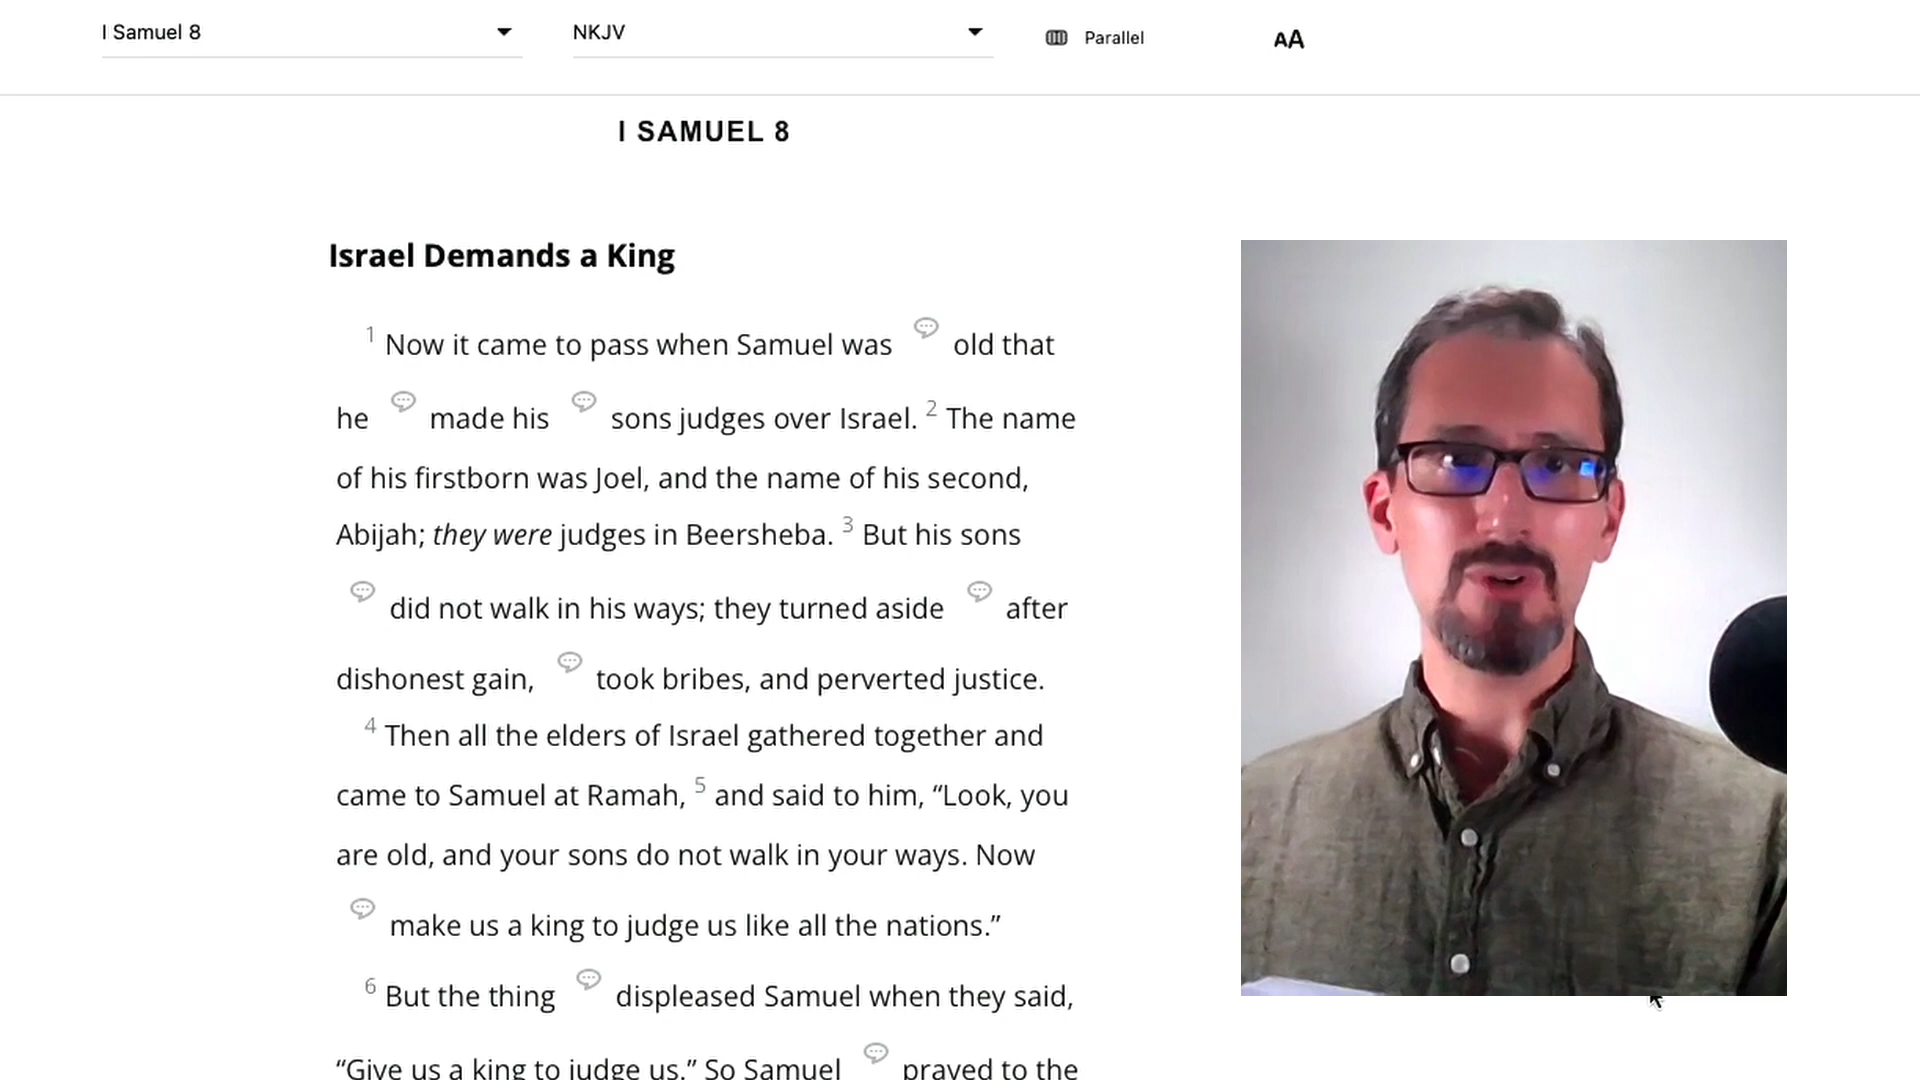 I Samuel 8
NKJV
Parallel
AA
I SAMUEL 8
Israel Demands a King
1 Now it came to pass when Samuel was old that
he made his sons judges over Israel. 2 The name
of his firstborn was Joel, and the name of his second,
Abijah; they were judges in Beersheba. 3 But his sons
did not walk in his ways; they turned aside after
dishonest gain, took bribes, and perverted justice.
4 Then all the elders of Israel gathered together and
came to Samuel at Ramah, 5 and said to him, “Look, you
are old, and your sons do not walk in your ways. Now
make us a king to judge us like all the nations.”
6 But the thing displeased Samuel when they said,
“Give us a king to judge us.” So Samuel prayed to the